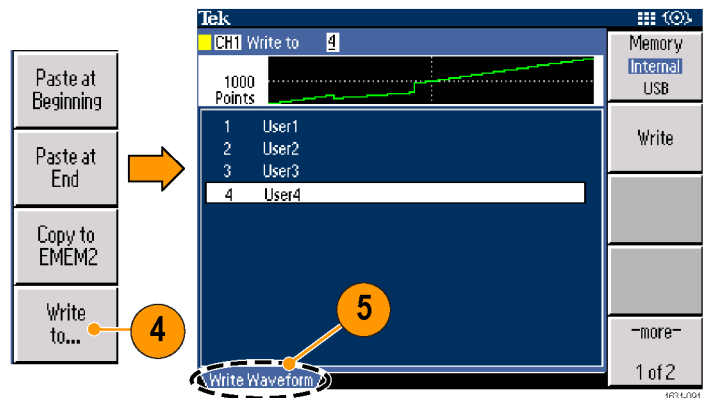 Paste at
Beginning
Paste at
End
Copy to
EMEM2
Write
to...
4
Tek
CH1 Write to 4
1000
Points
1 User1
2 User2
3 User3
4 User4
5
Write Waveform
Memory
Internal
USB
Write
-more-
1 of 2
1631-091